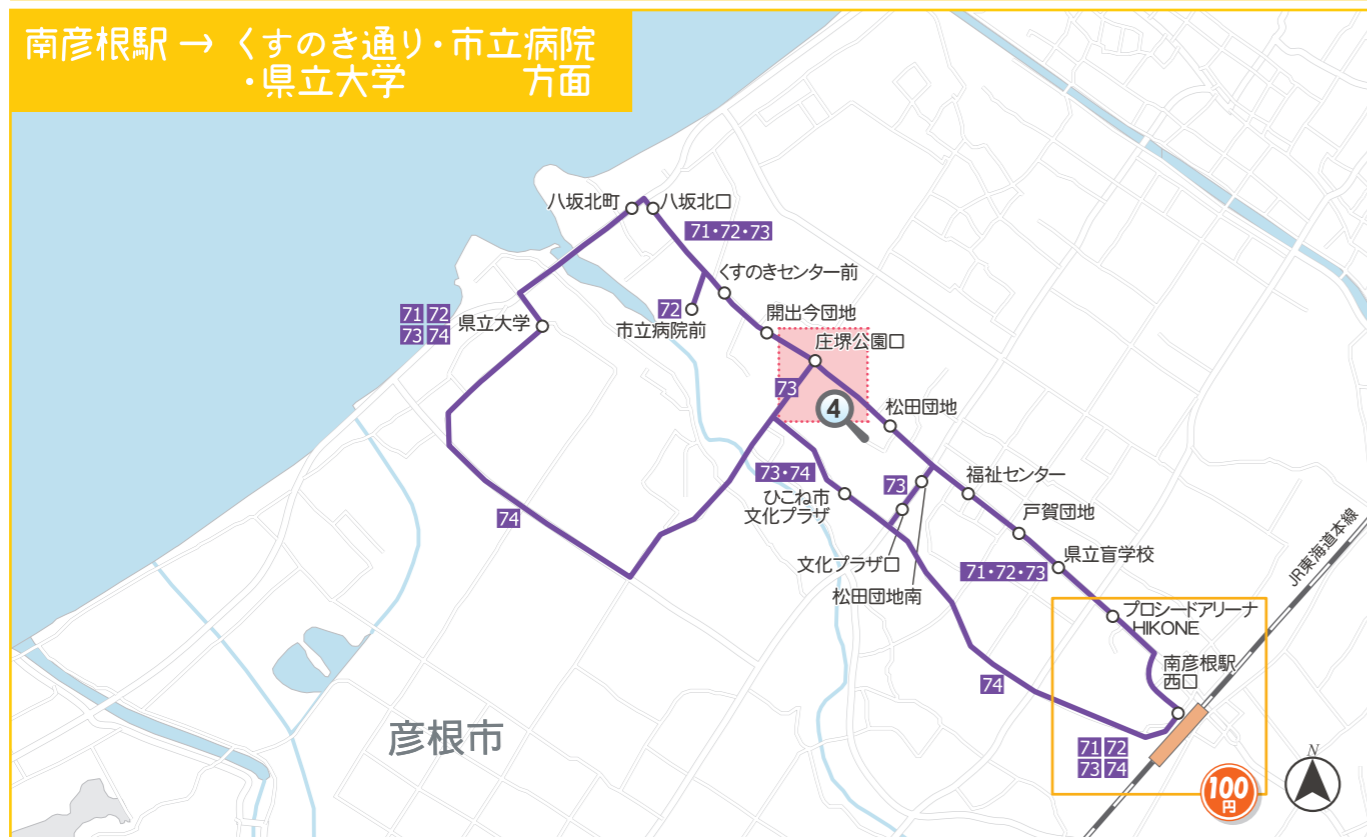 南彦根駅 → くすのき通り・市立病院
・県立大学 方面
八坂北町
八坂北口
71・72・73
くすのきセンター前
72
市立病院前
開出今団地
庄堺公園口
71 72
73 74
県立大学
73
4
松田団地
73・74
ひこね市
文化プラザ
73
福祉センター
戸賀団地
74
文化プラザ口
松田団地南
県立盲学校
71・72・73
JR東海道本線
プロシードアリーナ
HIKONE
南彦根駅
西口
74
彦根市
71 72
73 74
100
円
N